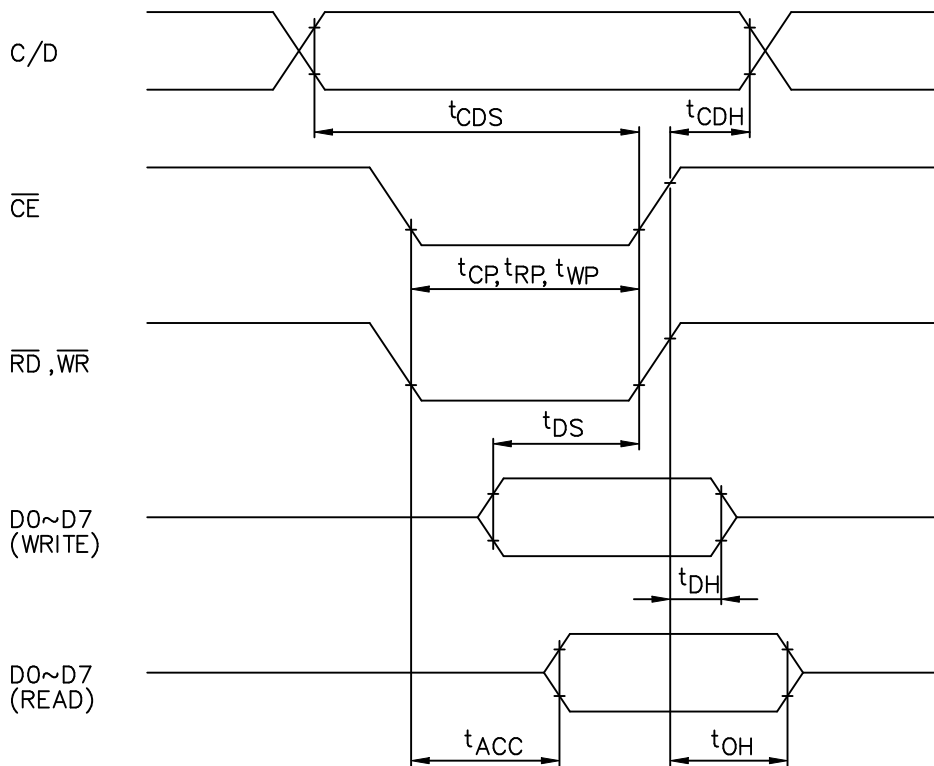 C/D
tCDS
tCDH
CE
tCP, tRP, tWP
RD ,WR
tDS
D0~D7
(WRITE)
tDH
D0~D7
(READ)
tACC
tOH